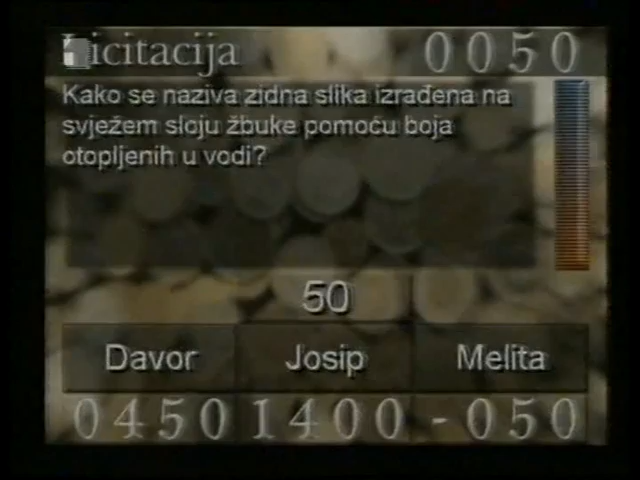 licitacija 0050
Kako se naziva zidna slika izrađena na
svježem sloju žbuke pomoću boja
otopljenih u vodi?
50
Davor Josip Melita
0450 1400 -050